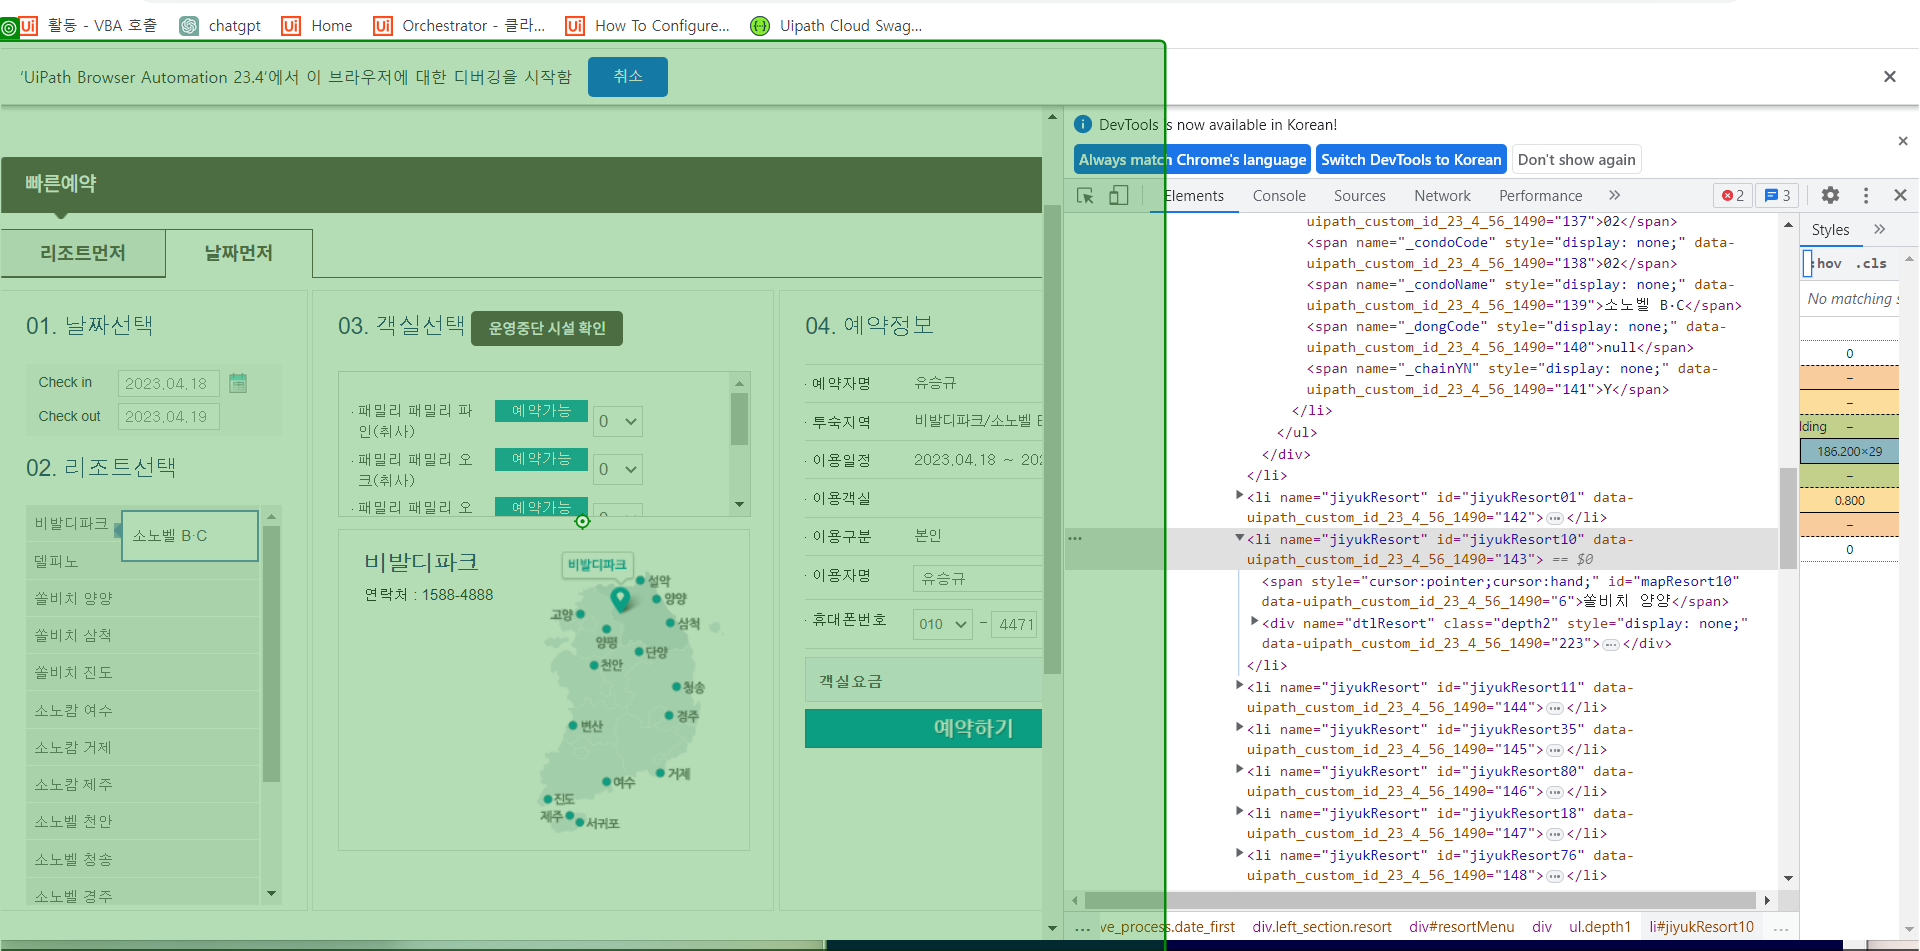 활동 - VBA 호출
chatgpt
Home
Orchestrator - 클라...
How To Configure...
Uipath Cloud Swag...
'UiPath Browser Automation 23.4'에서 이 브라우저에 대한 디버깅을 시작함
취소
빠른예약
리조트먼저
날짜먼저
01. 날짜선택
Check in 2023.04.18
Check out 2023.04.19
02. 리조트선택
비발디파크
소노벨 B·C
델피노
쏠비치 양양
쏠비치 삼척
쏠비치 진도
소노캄 여수
소노캄 거제
소노캄 제주
소노벨 천안
소노벨 청송
소노벨 경주
03. 객실선택
운영중단 시설 확인
· 패밀리 패밀리 파
인(취사)
예약가능
0
· 패밀리 패밀리 오
크(취사)
예약가능
0
· 패밀리 패밀리 오
예약가능
비발디파크
연락처 : 1588-4888
비발디파크
설악
고양
양양
양평
삼척
단양
천안
청송
경주
변산
여수
거제
진도
제주
서귀포
04. 예약정보
· 예약자명 유승규
· 투숙지역 비발디파크/소노벨
· 이용일정 2023.04.18 ~ 202
· 이용객실
· 이용구분 본인
· 이용자명 유승규
· 휴대폰번호 010 - 4471
객실요금
예약하기
DevTools is now available in Korean!
Always match Chrome's language
Switch DevTools to Korean
Don't show again
Elements
Console
Sources
Network
Performance
2
3
uipath_custom_id_23_4_56_1490="137">02</span>
<span name="_condoCode" style="display: none;" data-
uipath_custom_id_23_4_56_1490="138">02</span>
<span name="_condoName" style="display: none;" data-
uipath_custom_id_23_4_56_1490="139">소노벨 B·C</span>
<span name="_dongCode" style="display: none;" data-
uipath_custom_id_23_4_56_1490="140">null</span>
<span name="_chainYN" style="display: none;" data-
uipath_custom_id_23_4_56_1490="141">Y</span>
</li>
</ul>
</div>
</li>
<li name="jiyukResort" id="jiyukResort01" data-
uipath_custom_id_23_4_56_1490="142">…</li>
<li name="jiyukResort" id="jiyukResort10" data-
uipath_custom_id_23_4_56_1490="143"> == $0
<span style="cursor:pointer;cursor:hand;" id="mapResort10"
data-uipath_custom_id_23_4_56_1490="6">쏠비치 양양</span>
<div name="dtlResort" class="depth2" style="display: none;"
data-uipath_custom_id_23_4_56_1490="223">…</div>
</li>
<li name="jiyukResort" id="jiyukResort11" data-
uipath_custom_id_23_4_56_1490="144">…</li>
<li name="jiyukResort" id="jiyukResort35" data-
uipath_custom_id_23_4_56_1490="145">…</li>
<li name="jiyukResort" id="jiyukResort80" data-
uipath_custom_id_23_4_56_1490="146">…</li>
<li name="jiyukResort" id="jiyukResort18" data-
uipath_custom_id_23_4_56_1490="147">…</li>
<li name="jiyukResort" id="jiyukResort76" data-
uipath_custom_id_23_4_56_1490="148">…</li>
... ve_process.date_first div.left_section.resort div#resortMenu div ul.depth1 li#jiyukResort10 ...
Styles
:hov .cls
No matching s
0
–
–
lding –
186.200×29
–
0.800
–
0